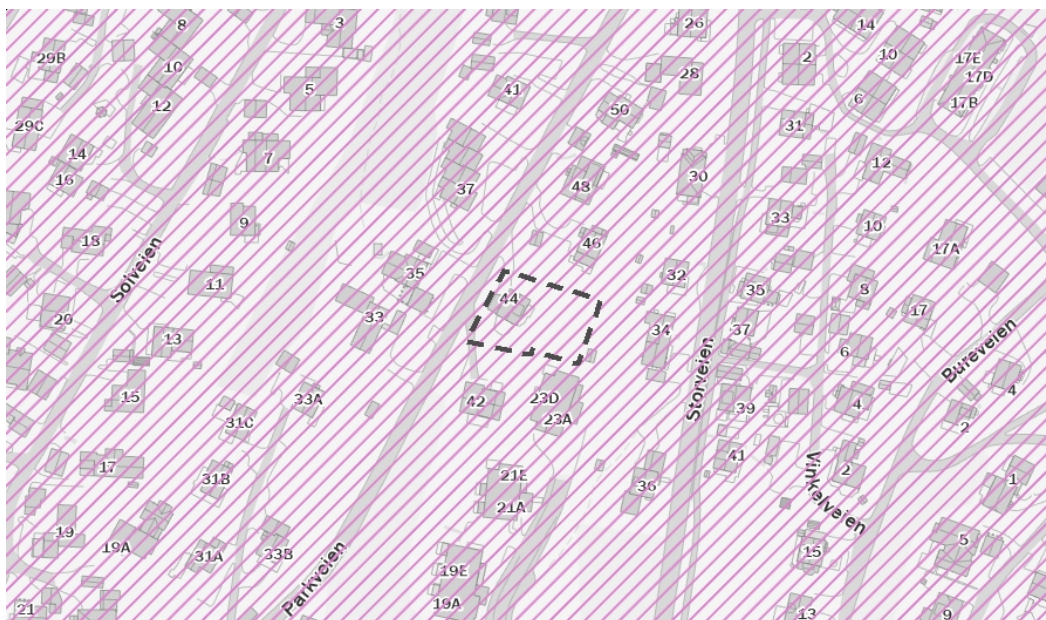 8
3
26
14
29B
10
5
41
28
2
10
17E
17D
12
50
6
17B
29C
31
14
7
37
48
30
12
16
9
33
18
46
10
17A
Solveien
35
32
11
44
35
8
20
33
34
37
17
13
6
Bureveien
15
33A
42
23D
Storveien
39
4
4
31C
23A
2
17
41
31B
21E
36
2
1
21A
Vinkelveien
19
19A
31A
33B
15
5
19E
Parkveien
19A
21
13
9